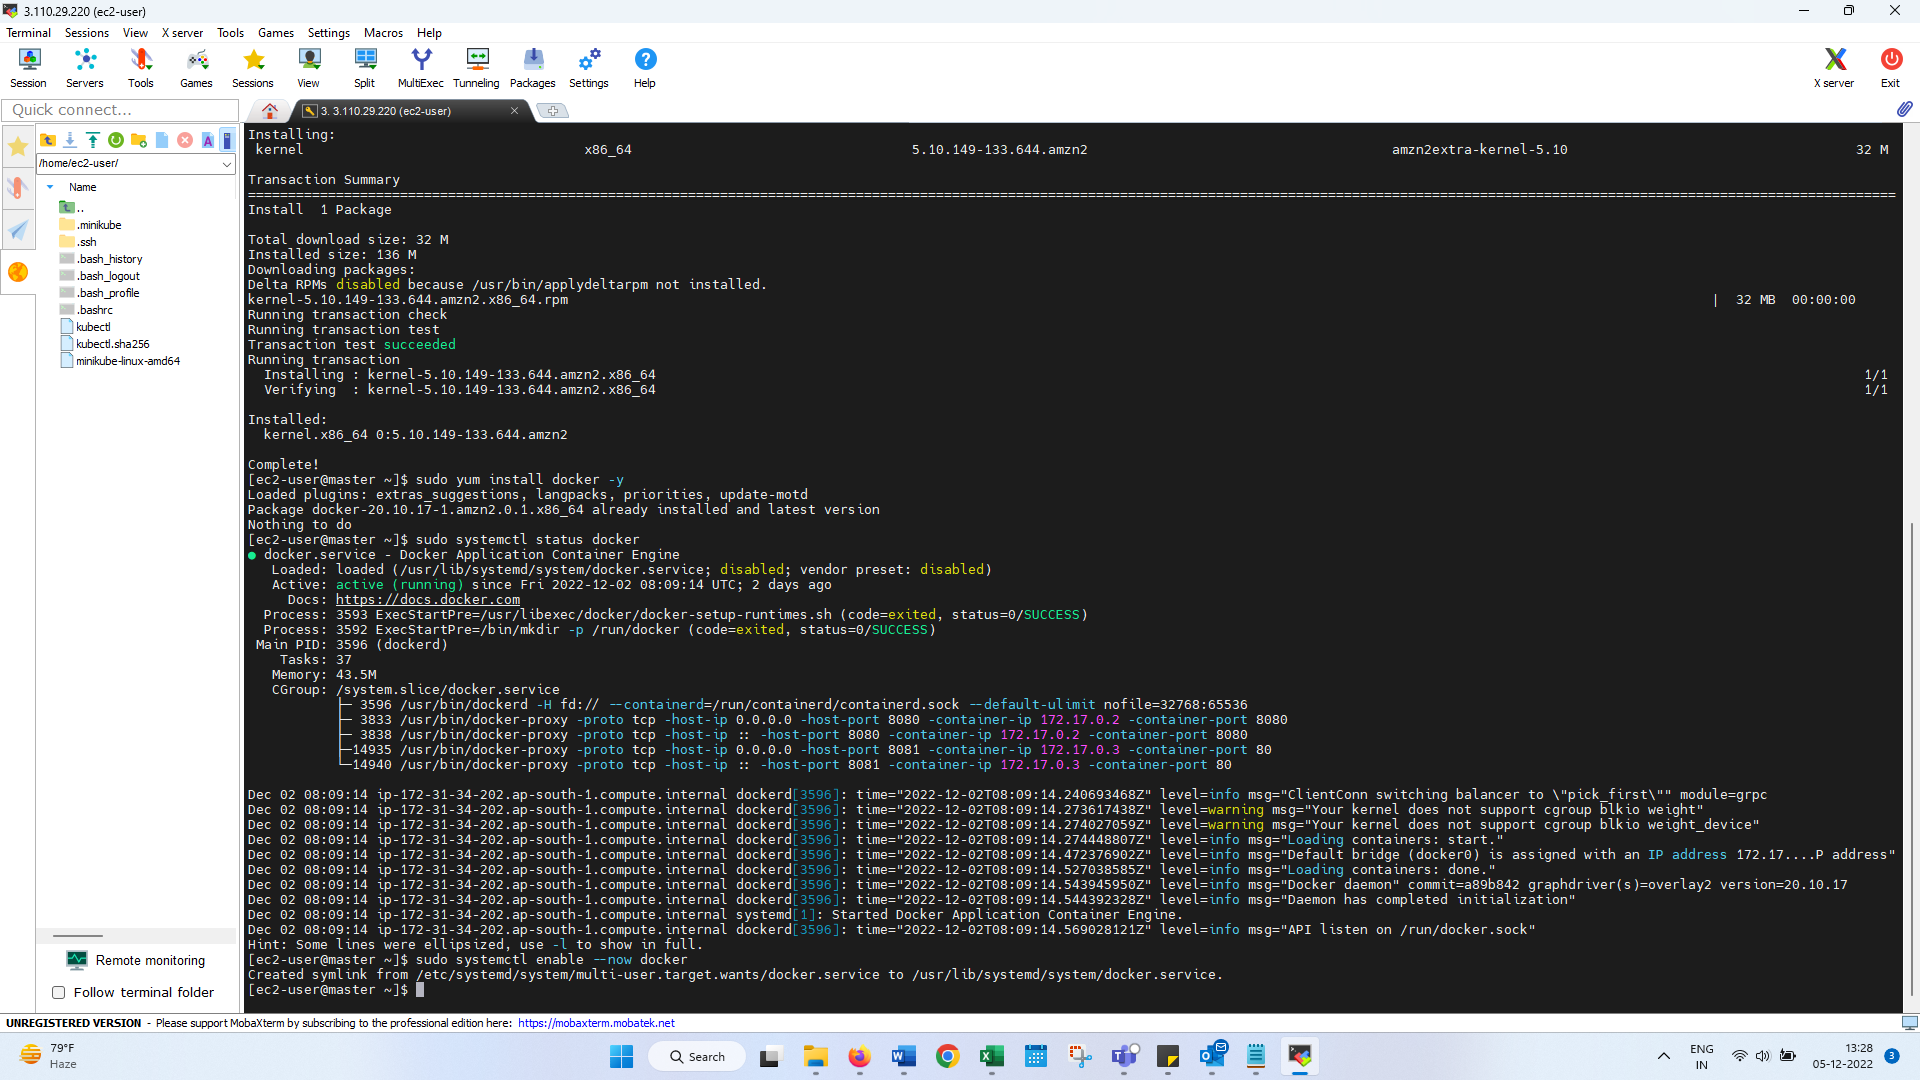 3.110.29.220 (ec2-user)
Terminal Sessions View X server Tools Games Settings Macros Help
Session Servers Tools Games Sessions View Split MultiExec Tunneling Packages Settings Help X server Exit
Quick connect...
3. 3.110.29.220 (ec2-user)
/home/ec2-user/
Name
..
.minikube
.ssh
.bash_history
.bash_logout
.bash_profile
.bashrc
kubectl
kubectl.sha256
minikube-linux-amd64
Remote monitoring
Follow terminal folder
Installing:
kernel x86_64 5.10.149-133.644.amzn2 amzn2extra-kernel-5.10 32 M
Transaction Summary
================================================================================
Install  1 Package
Total download size: 32 M
Installed size: 136 M
Downloading packages:
Delta RPMs disabled because /usr/bin/applydeltarpm not installed.
kernel-5.10.149-133.644.amzn2.x86_64.rpm | 32 MB 00:00:00
Running transaction check
Running transaction test
Transaction test succeeded
Running transaction
Installing : kernel-5.10.149-133.644.amzn2.x86_64 1/1
Verifying  : kernel-5.10.149-133.644.amzn2.x86_64 1/1
Installed:
kernel.x86_64 0:5.10.149-133.644.amzn2
Complete!
[ec2-user@master ~]$ sudo yum install docker -y
Loaded plugins: extras_suggestions, langpacks, priorities, update-motd
Package docker-20.10.17-1.amzn2.0.1.x86_64 already installed and latest version
Nothing to do
[ec2-user@master ~]$ sudo systemctl status docker
● docker.service - Docker Application Container Engine
Loaded: loaded (/usr/lib/systemd/system/docker.service; disabled; vendor preset: disabled)
Active: active (running) since Fri 2022-12-02 08:09:14 UTC; 2 days ago
Docs: https://docs.docker.com
Process: 3593 ExecStartPre=/usr/libexec/docker/docker-setup-runtimes.sh (code=exited, status=0/SUCCESS)
Process: 3592 ExecStartPre=/bin/mkdir -p /run/docker (code=exited, status=0/SUCCESS)
Main PID: 3596 (dockerd)
Tasks: 37
Memory: 43.5M
CGroup: /system.slice/docker.service
├─ 3596 /usr/bin/dockerd -H fd:// --containerd=/run/containerd/containerd.sock --default-ulimit nofile=32768:65536
├─ 3833 /usr/bin/docker-proxy -proto tcp -host-ip 0.0.0.0 -host-port 8080 -container-ip 172.17.0.2 -container-port 8080
├─ 3838 /usr/bin/docker-proxy -proto tcp -host-ip :: -host-port 8080 -container-ip 172.17.0.2 -container-port 8080
├─14935 /usr/bin/docker-proxy -proto tcp -host-ip 0.0.0.0 -host-port 8081 -container-ip 172.17.0.3 -container-port 80
└─14940 /usr/bin/docker-proxy -proto tcp -host-ip :: -host-port 8081 -container-ip 172.17.0.3 -container-port 80
Dec 02 08:09:14 ip-172-31-34-202.ap-south-1.compute.internal dockerd[3596]: time="2022-12-02T08:09:14.240693468Z" level=info msg="ClientConn switching balancer to \"pick_first\"" module=grpc
Dec 02 08:09:14 ip-172-31-34-202.ap-south-1.compute.internal dockerd[3596]: time="2022-12-02T08:09:14.273617438Z" level=warning msg="Your kernel does not support cgroup blkio weight"
Dec 02 08:09:14 ip-172-31-34-202.ap-south-1.compute.internal dockerd[3596]: time="2022-12-02T08:09:14.274027059Z" level=warning msg="Your kernel does not support cgroup blkio weight_device"
Dec 02 08:09:14 ip-172-31-34-202.ap-south-1.compute.internal dockerd[3596]: time="2022-12-02T08:09:14.274448807Z" level=info msg="Loading containers: start."
Dec 02 08:09:14 ip-172-31-34-202.ap-south-1.compute.internal dockerd[3596]: time="2022-12-02T08:09:14.472376902Z" level=info msg="Default bridge (docker0) is assigned with an IP address 172.17....P address"
Dec 02 08:09:14 ip-172-31-34-202.ap-south-1.compute.internal dockerd[3596]: time="2022-12-02T08:09:14.527038585Z" level=info msg="Loading containers: done."
Dec 02 08:09:14 ip-172-31-34-202.ap-south-1.compute.internal dockerd[3596]: time="2022-12-02T08:09:14.543945950Z" level=info msg="Docker daemon" commit=a89b842 graphdriver(s)=overlay2 version=20.10.17
Dec 02 08:09:14 ip-172-31-34-202.ap-south-1.compute.internal dockerd[3596]: time="2022-12-02T08:09:14.544392328Z" level=info msg="Daemon has completed initialization"
Dec 02 08:09:14 ip-172-31-34-202.ap-south-1.compute.internal systemd[1]: Started Docker Application Container Engine.
Dec 02 08:09:14 ip-172-31-34-202.ap-south-1.compute.internal dockerd[3596]: time="2022-12-02T08:09:14.569028121Z" level=info msg="API listen on /run/docker.sock"
Hint: Some lines were ellipsized, use -l to show in full.
[ec2-user@master ~]$ sudo systemctl enable --now docker
Created symlink from /etc/systemd/system/multi-user.target.wants/docker.service to /usr/lib/systemd/system/docker.service.
[ec2-user@master ~]$
UNREGISTERED VERSION - Please support MobaXterm by subscribing to the professional edition here: https://mobaxterm.mobatek.net
79°F
Haze
Search
ENG
IN
13:28
05-12-2022
3